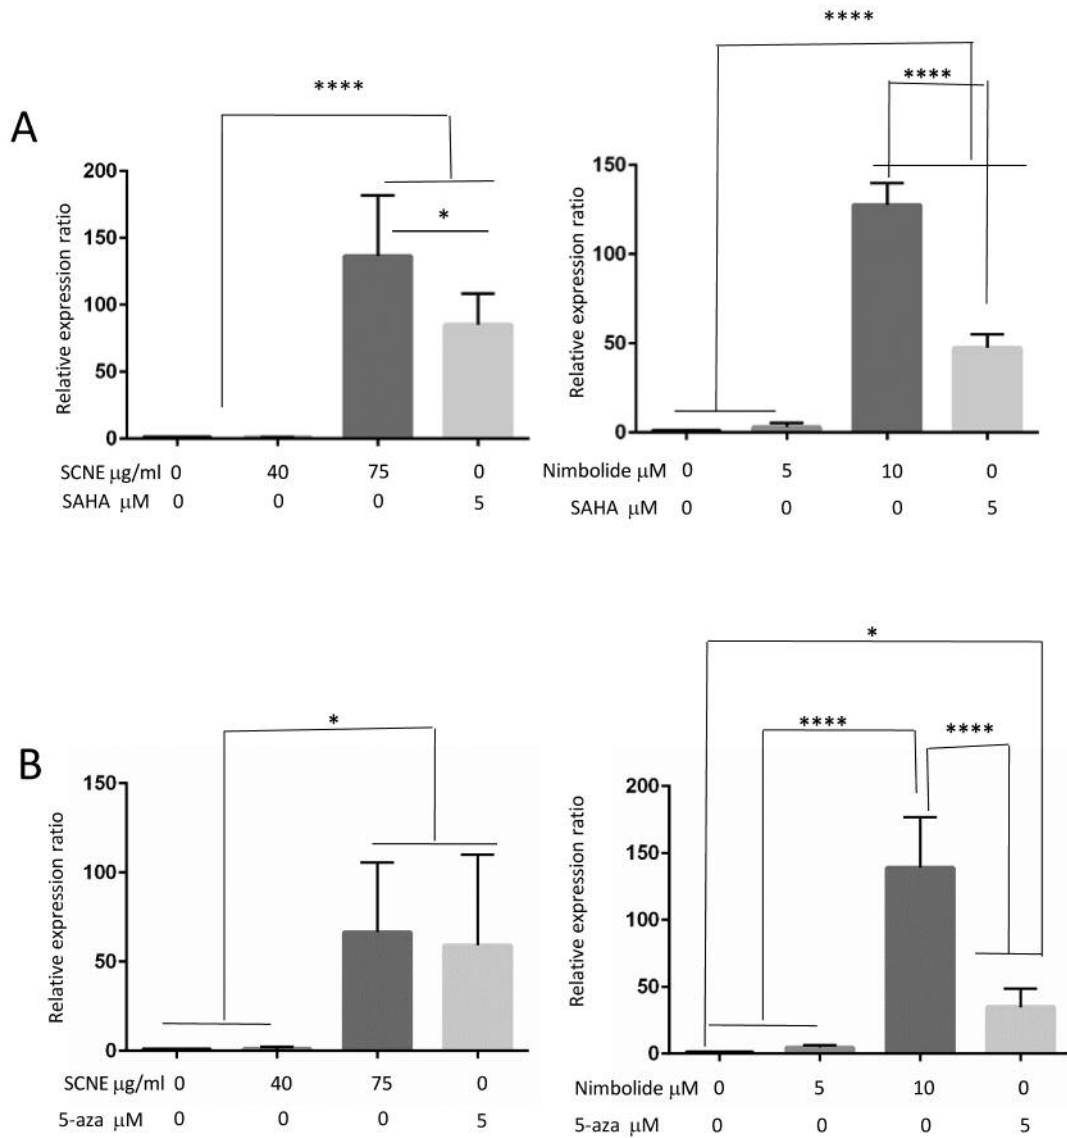 ****
****
****
A
*
200
150
100
50
0
Relative expression ratio
SCNE μg/ml 0 40 75 0
SAHA μM 0 0 0 5
150
100
50
0
Relative expression ratio
Nimbolide μM 0 5 10 0
SAHA μM 0 0 0 5
*
*
****
****
B
150
100
50
0
Relative expression ratio
SCNE μg/ml 0 40 75 0
5-aza μM 0 0 0 5
200
150
100
50
0
Relative expression ratio
Nimbolide μM 0 5 10 0
5-aza μM 0 0 0 5